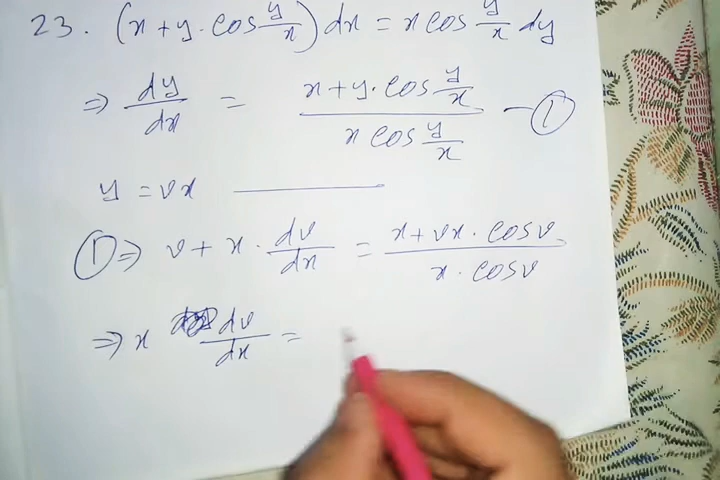 23. (x + y · cos y/x) dx = x cos y/x dy
⇒ dy/dx = (x + y · cos y/x)/(x cos y/x) — ①
y = vx
① ⇒ v + x · dv/dx = (x + vx · cos v)/(x · cos v)
⇒ x dv/dx =